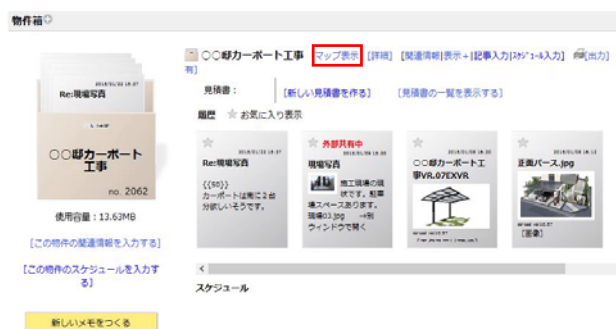 物件箱
○○邸カーポート工事 マップ表示 [詳細] [関連情報|表示+|記事入力|ｽｹｼﾞｭｰﾙ入力] [出力]
有]
見積書： [新しい見積書を作る] [見積書の一覧を表示する]
履歴 ☆お気に入り表示
Re:現場写真
○○邸カーポート
工事
no. 2062
使用容量：13.63MB
[この物件の関連情報を入力する]
[この物件のスケジュールを入力す
る]
新しいメモをつくる
Re:現場写真
{{50}}
カーポートは南に2台
分欲しいそうです。
外部共有中
現場写真
施工現場の現
状です。駐車
場スペースあります。
現場03.jpg →別
ウィンドウで開く
○○邸カーポート工
事VR.07EXVR
正面パース.jpg
[画像]
スケジュール